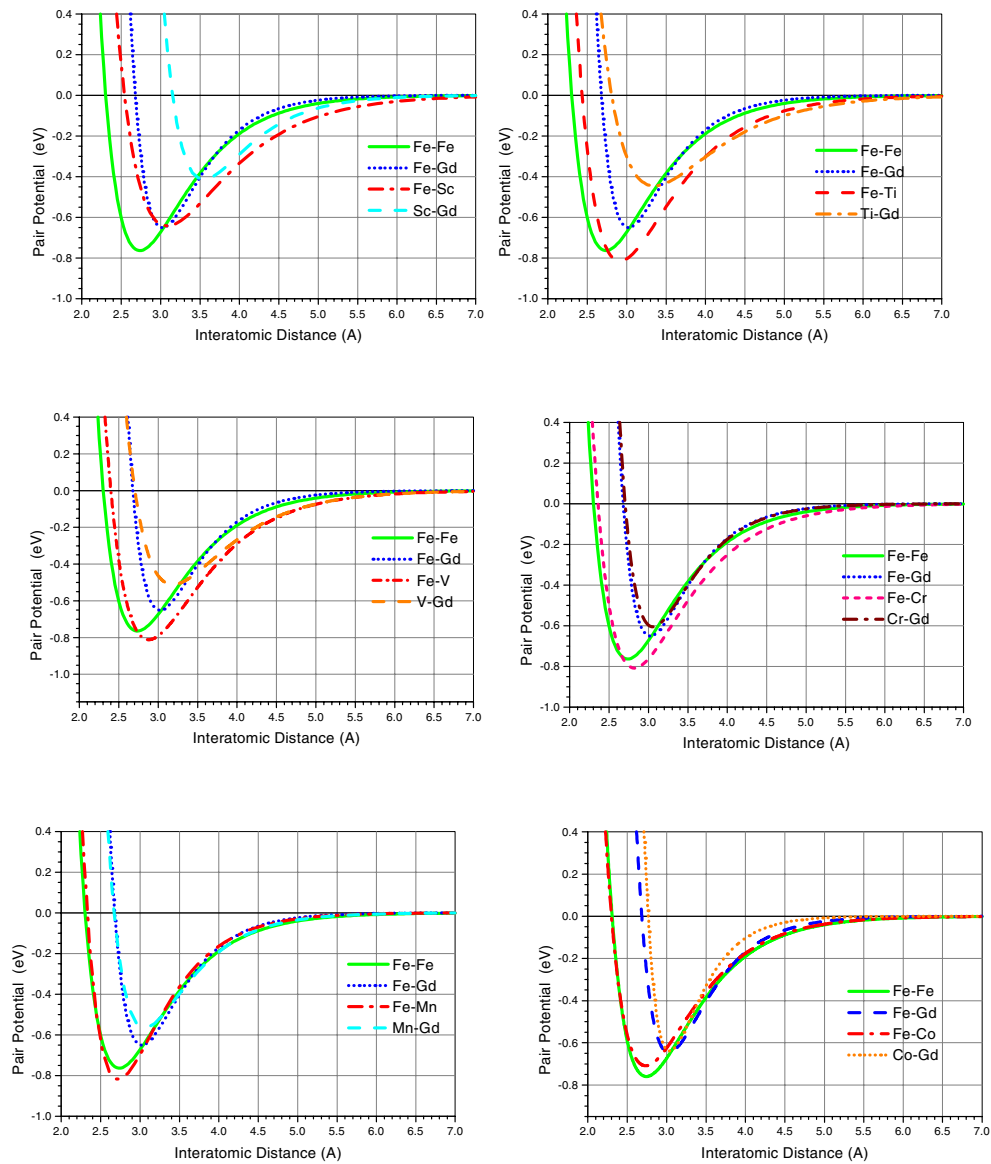 0.4
0.2
0.0
-0.2
-0.4
-0.6
-0.8
-1.0
Pair Potential (eV)
Fe-Fe
Fe-Gd
Fe-Sc
Sc-Gd
2.0 2.5 3.0 3.5 4.0 4.5 5.0 5.5 6.0 6.5 7.0
Interatomic Distance (A)
0.4
0.2
0.0
-0.2
-0.4
-0.6
-0.8
-1.0
Pair Potential (eV)
Fe-Fe
Fe-Gd
Fe-Ti
Ti-Gd
2.0 2.5 3.0 3.5 4.0 4.5 5.0 5.5 6.0 6.5 7.0
Interatomic Distance (A)
0.4
0.2
0.0
-0.2
-0.4
-0.6
-0.8
-1.0
Pair Potential (eV)
Fe-Fe
Fe-Gd
Fe-V
V-Gd
2.0 2.5 3.0 3.5 4.0 4.5 5.0 5.5 6.0 6.5 7.0
Interatomic Distance (A)
0.4
0.2
0.0
-0.2
-0.4
-0.6
-0.8
-1.0
Pair Potential (eV)
Fe-Fe
Fe-Gd
Fe-Cr
Cr-Gd
2.0 2.5 3.0 3.5 4.0 4.5 5.0 5.5 6.0 6.5 7.0
Interatomic Distance (A)
0.4
0.2
0.0
-0.2
-0.4
-0.6
-0.8
-1.0
Pair Potential (eV)
Fe-Fe
Fe-Gd
Fe-Mn
Mn-Gd
2.0 2.5 3.0 3.5 4.0 4.5 5.0 5.5 6.0 6.5 7.0
Interatomic Distance (A)
0.4
0.2
0.0
-0.2
-0.4
-0.6
-0.8
Pair Potential (eV)
Fe-Fe
Fe-Gd
Fe-Co
Co-Gd
2.0 2.5 3.0 3.5 4.0 4.5 5.0 5.5 6.0 6.5 7.0
Interatomic Distance (A)